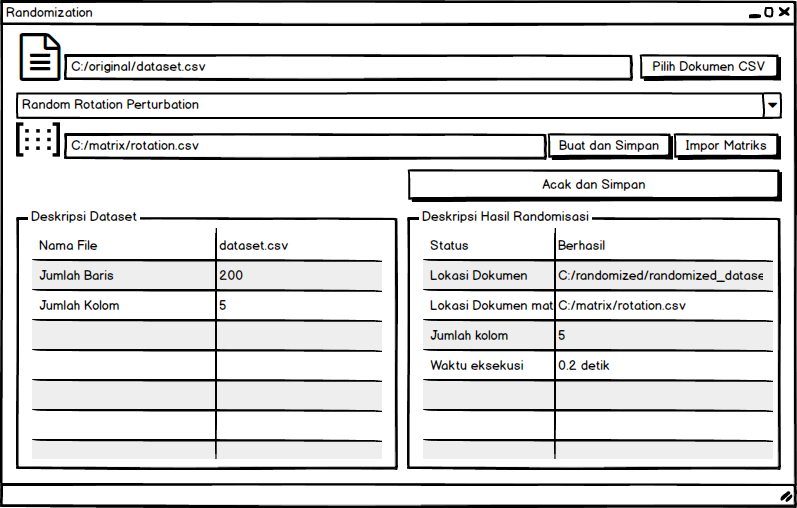 Randomization
C:/original/dataset.csv
Pilih Dokumen CSV
Random Rotation Perturbation
C:/matrix/rotation.csv
Buat dan Simpan
Impor Matriks
Acak dan Simpan
Deskripsi Dataset
Nama File dataset.csv
Jumlah Baris 200
Jumlah Kolom 5
Deskripsi Hasil Randomisasi
Status Berhasil
Lokasi Dokumen C:/randomized/randomized_datase
Lokasi Dokumen mat C:/matrix/rotation.csv
Jumlah kolom 5
Waktu eksekusi 0.2 detik